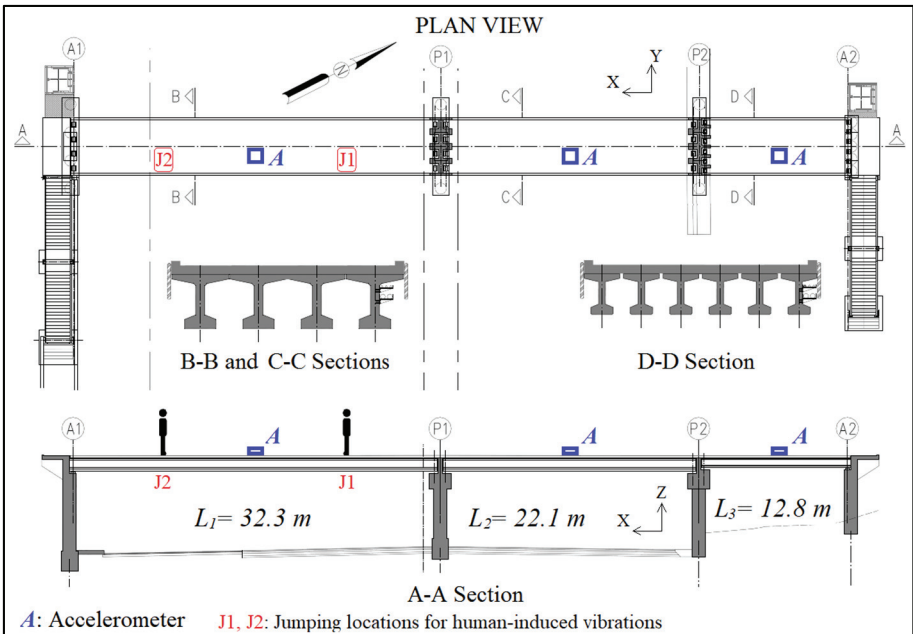 PLAN VIEW
A1
P1
P2
A2
N
Y
X
B
C
D
A
A
J2
A
J1
A
A
B
C
D
B-B and C-C Sections
D-D Section
A1
P1
P2
A2
A
A
A
J2
J1
L₁= 32.3 m
L₂= 22.1 m
Z
X
L₃= 12.8 m
A-A Section
A: Accelerometer J1, J2: Jumping locations for human-induced vibrations